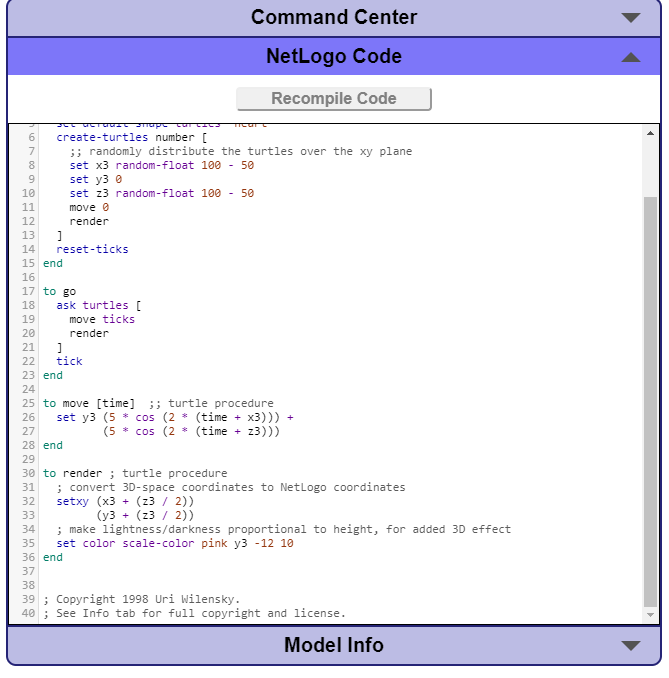 Command Center
NetLogo Code
Recompile Code
5 set-default-shape turtles "heart"
6 create-turtles number [
7 ;; randomly distribute the turtles over the xy plane
8 set x3 random-float 100 - 50
9 set y3 0
10 set z3 random-float 100 - 50
11 move 0
12 render
13 ]
14 reset-ticks
15 end
16
17 to go
18 ask turtles [
19 move ticks
20 render
21 ]
22 tick
23 end
24
25 to move [time] ;; turtle procedure
26 set y3 (5 * cos (2 * (time + x3))) +
27 (5 * cos (2 * (time + z3)))
28 end
29
30 to render ; turtle procedure
31 ; convert 3D-space coordinates to NetLogo coordinates
32 setxy (x3 + (z3 / 2))
33 (y3 + (z3 / 2))
34 ; make lightness/darkness proportional to height, for added 3D effect
35 set color scale-color pink y3 -12 10
36 end
37
38
39 ; Copyright 1998 Uri Wilensky.
40 ; See Info tab for full copyright and license.
Model Info